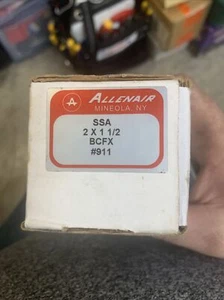 A
ALLENAIR
MINEOLA, NY
SSA
2 X 1 1/2
BCFX
#911